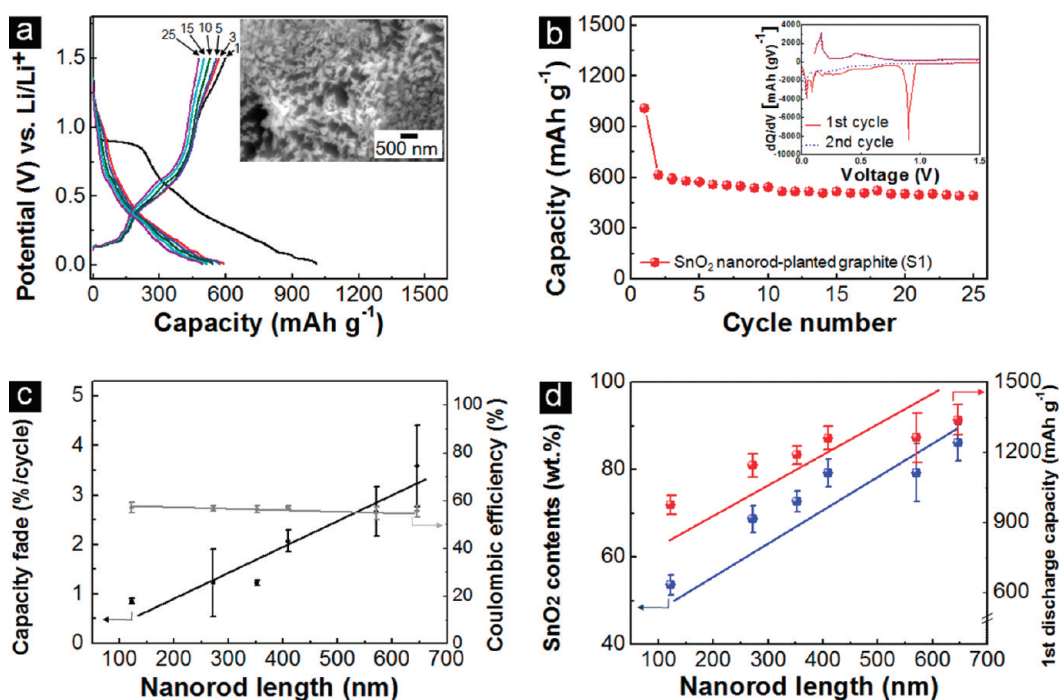 a
25 15 10 5 3 1
500 nm
1.5
1.0
0.5
0.0
Potential (V) vs. Li/Li⁺
0 300 600 900 1200 1500
Capacity (mAh g⁻¹)
b
1500
1200
900
600
300
0
Capacity (mAh g⁻¹)
4000
2000
0
-2000
-4000
-6000
-8000
-10000
dQ/dV [mAh (gV)⁻¹]
1st cycle
2nd cycle
0.0 0.5 1.0 1.5
Voltage (V)
SnO₂ nanorod-planted graphite (S1)
0 5 10 15 20 25
Cycle number
c
5
4
3
2
1
0
Capacity fade (%/cycle)
100
80
60
40
20
0
Coulombic efficiency (%)
100 200 300 400 500 600 700
Nanorod length (nm)
d
100
80
60
40
SnO₂ contents (wt.%)
1500
1200
900
600
1st discharge capacity (mAh g⁻¹)
100 200 300 400 500 600 700
Nanorod length (nm)